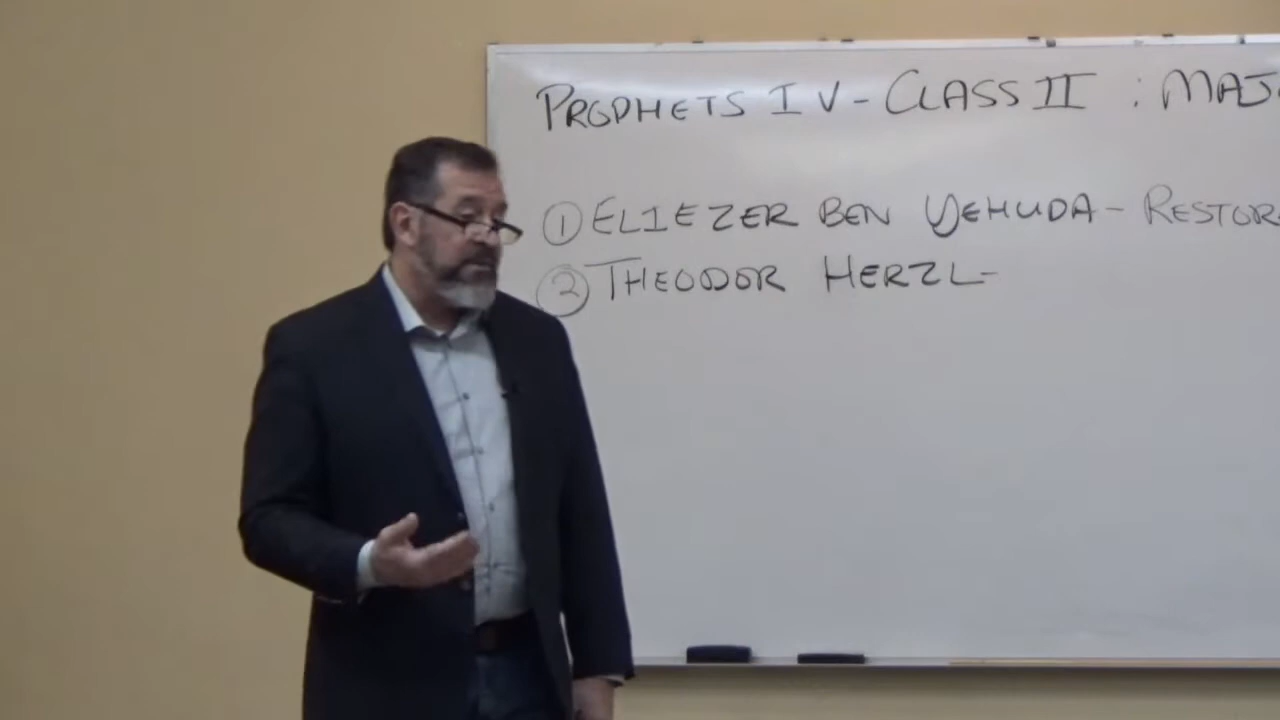 PROPHETS IV - CLASS II : MAJ
① ELIEZER BEN YEHUDA - RESTOR
② THEODOR HERZL-